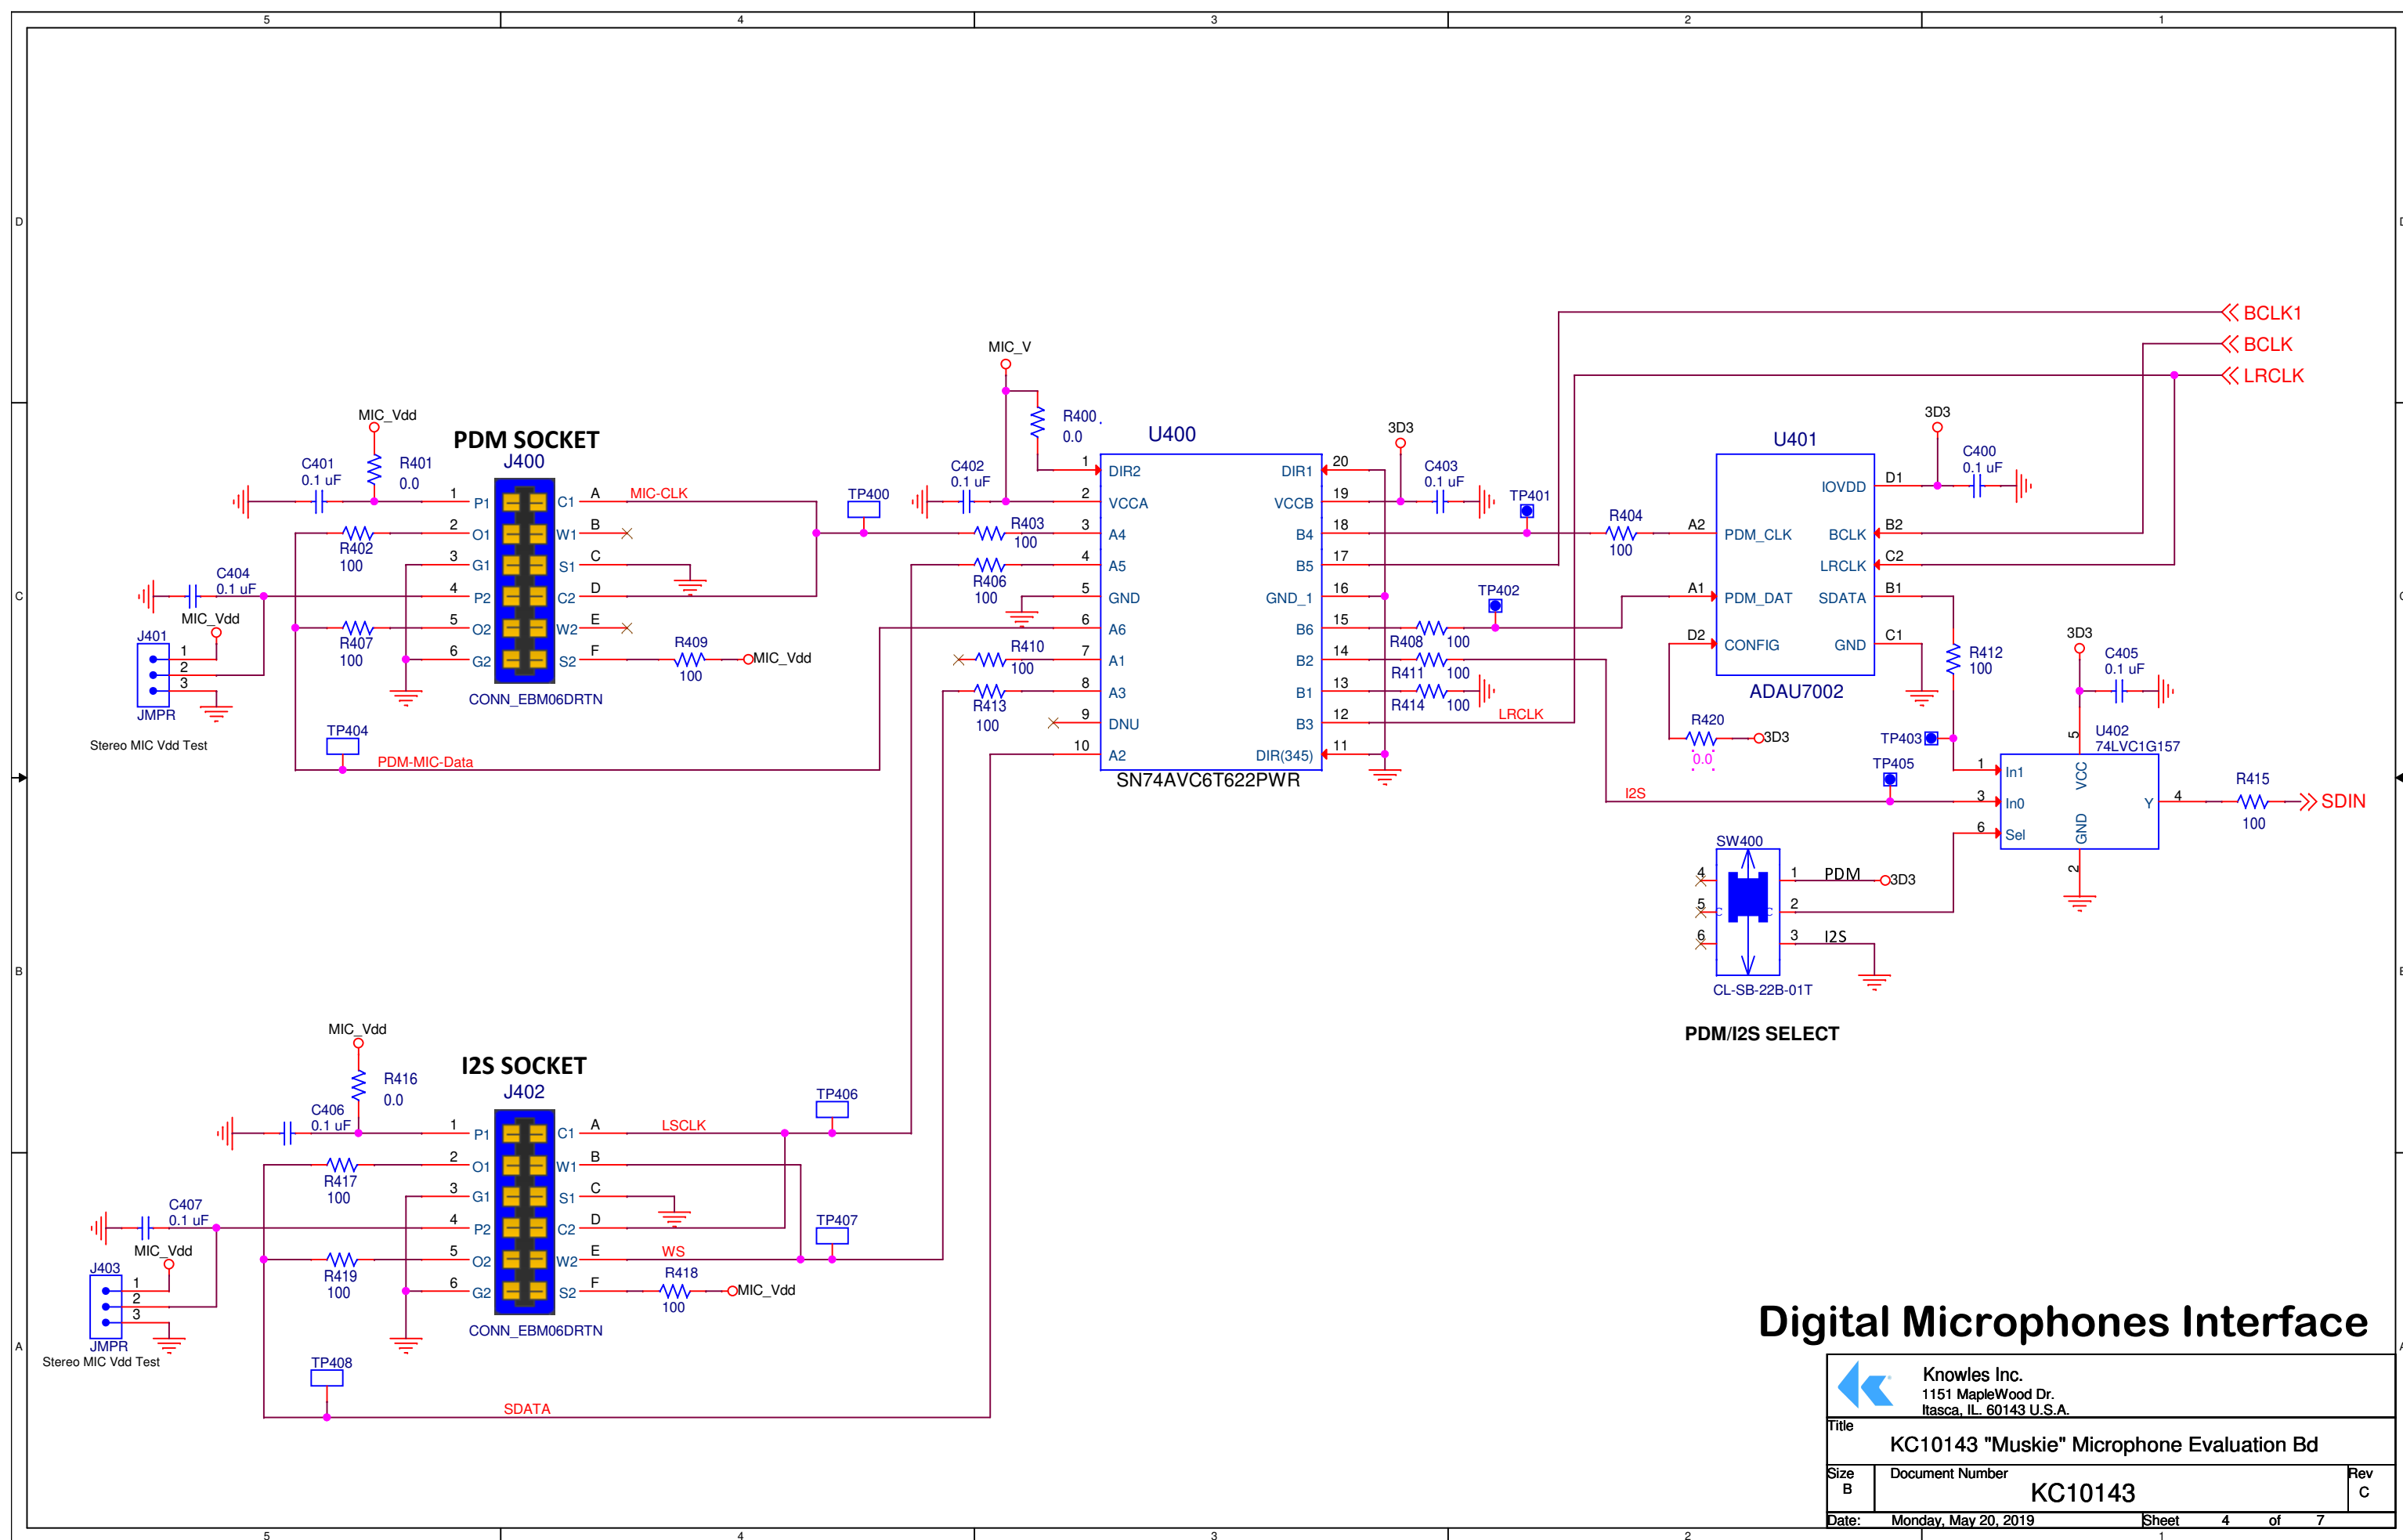 5 4 3 2 1
D D
C C
B B
A A
BCLK1
BCLK
LRCLK
MIC_V
R400
0.0
U400
MIC_Vdd
PDM SOCKET
J400
C401
0.1 uF
R401
0.0
1 P1 C1 A MIC-CLK
2 O1 W1 B
3 G1 S1 C
4 P2 C2 D
5 O2 W2 E
6 G2 S2 F
R402
100
C404
0.1 uF
MIC_Vdd
R407
100
J401
1
2
3
JMPR
Stereo MIC Vdd Test
R409
100
MIC_Vdd
CONN_EBM06DRTN
TP404
PDM-MIC-Data
TP400
C402
0.1 uF
R403
100
R406
100
R410
100
R413
100
1 DIR2 DIR1 20
2 VCCA VCCB 19
3 A4 B4 18
4 A5 B5 17
5 GND GND_1 16
6 A6 B6 15
7 A1 B2 14
8 A3 B1 13
9 DNU B3 12
10 A2 DIR(345) 11
SN74AVC6T622PWR
3D3
C403
0.1 uF
TP401
R404
100
TP402
R408 100
R411 100
R414 100
LRCLK
U401
3D3
C400
0.1 uF
IOVDD D1
A2 PDM_CLK BCLK B2
LRCLK C2
A1 PDM_DAT SDATA B1
D2 CONFIG GND C1
ADAU7002
R420
0.0
3D3
R412
100
3D3
C405
0.1 uF
U402
74LVC1G157
TP403
TP405
I2S
1 In1
3 In0
6 Sel
5 VCC
GND 2
Y 4
R415
100
SDIN
SW400
4 1 PDM 3D3
5 C C 2
6 3 I2S
CL-SB-22B-01T
PDM/I2S SELECT
MIC_Vdd
I2S SOCKET
J402
R416
0.0
C406
0.1 uF
1 P1 C1 A LSCLK
2 O1 W1 B
3 G1 S1 C
4 P2 C2 D
5 O2 W2 E WS
6 G2 S2 F
TP406
TP407
R417
100
C407
0.1 uF
MIC_Vdd
R419
100
J403
1
2
3
JMPR
Stereo MIC Vdd Test
R418
100
MIC_Vdd
CONN_EBM06DRTN
TP408
SDATA
Digital Microphones Interface
Knowles Inc.
1151 MapleWood Dr.
Itasca, IL. 60143 U.S.A.
Title
KC10143 "Muskie" Microphone Evaluation Bd
Size Document Number Rev
B KC10143 C
Date: Monday, May 20, 2019 Sheet 4 of 7
5 4 3 2 1